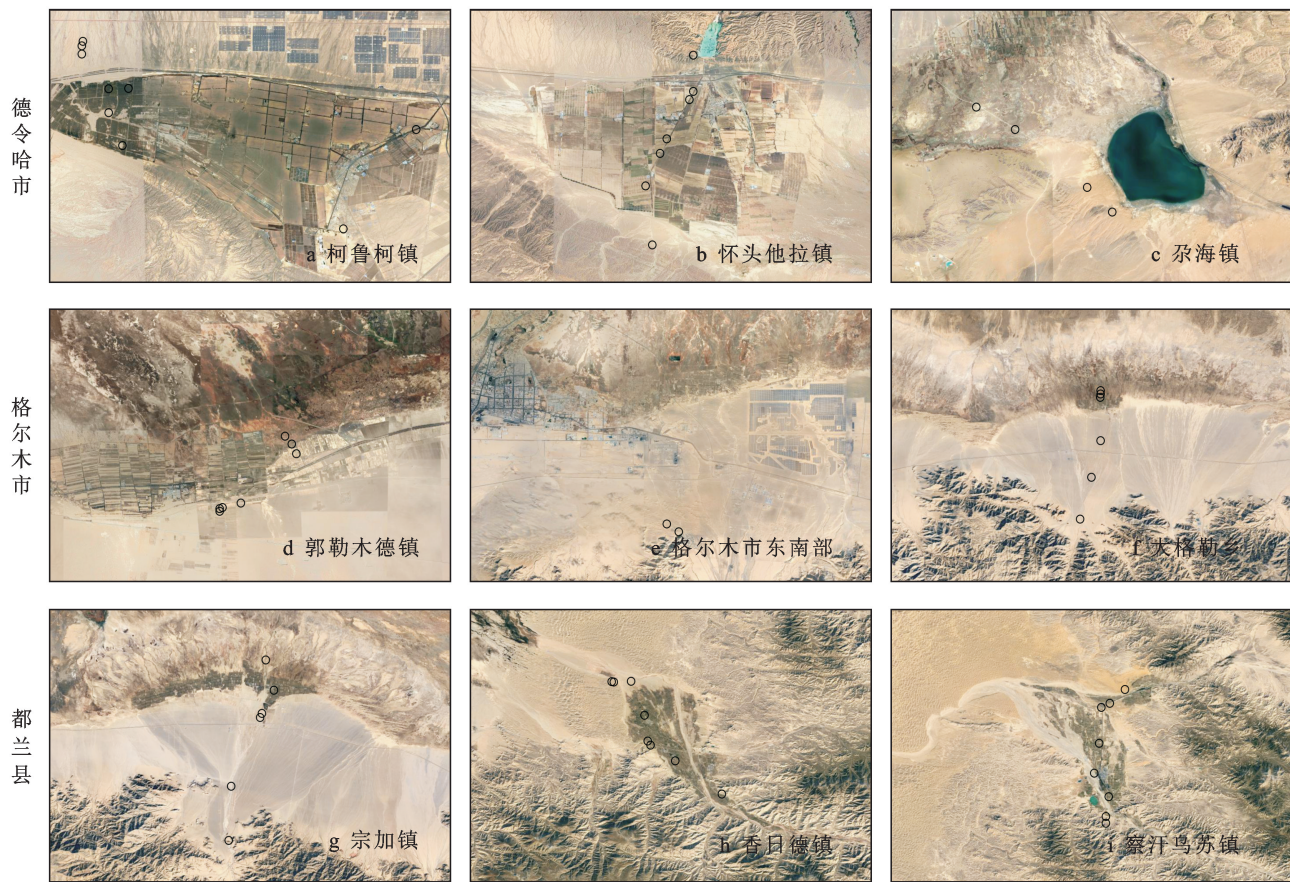 德令哈市
a 柯鲁柯镇
b 怀头他拉镇
c 尕海镇
格尔木市
d 郭勒木德镇
e 格尔木市东南部
f 大格勒乡
都兰县
g 宗加镇
h 香日德镇
i 察汗乌苏镇